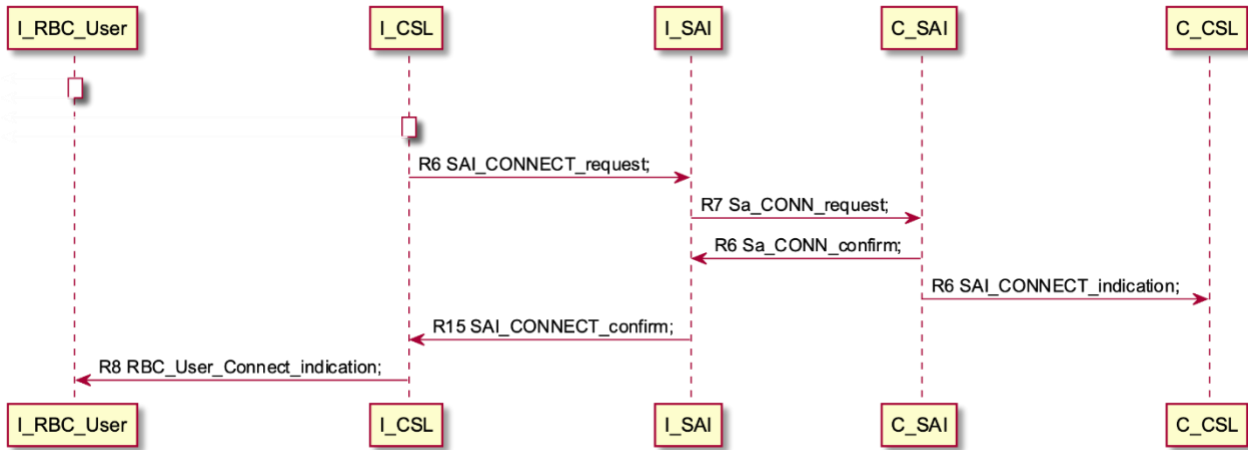 I_RBC_User I_CSL I_SAI C_SAI C_CSL
R6 SAI_CONNECT_request;
R7 Sa_CONN_request;
R6 Sa_CONN_confirm;
R6 SAI_CONNECT_indication;
R15 SAI_CONNECT_confirm;
R8 RBC_User_Connect_indication;
I_RBC_User I_CSL I_SAI C_SAI C_CSL